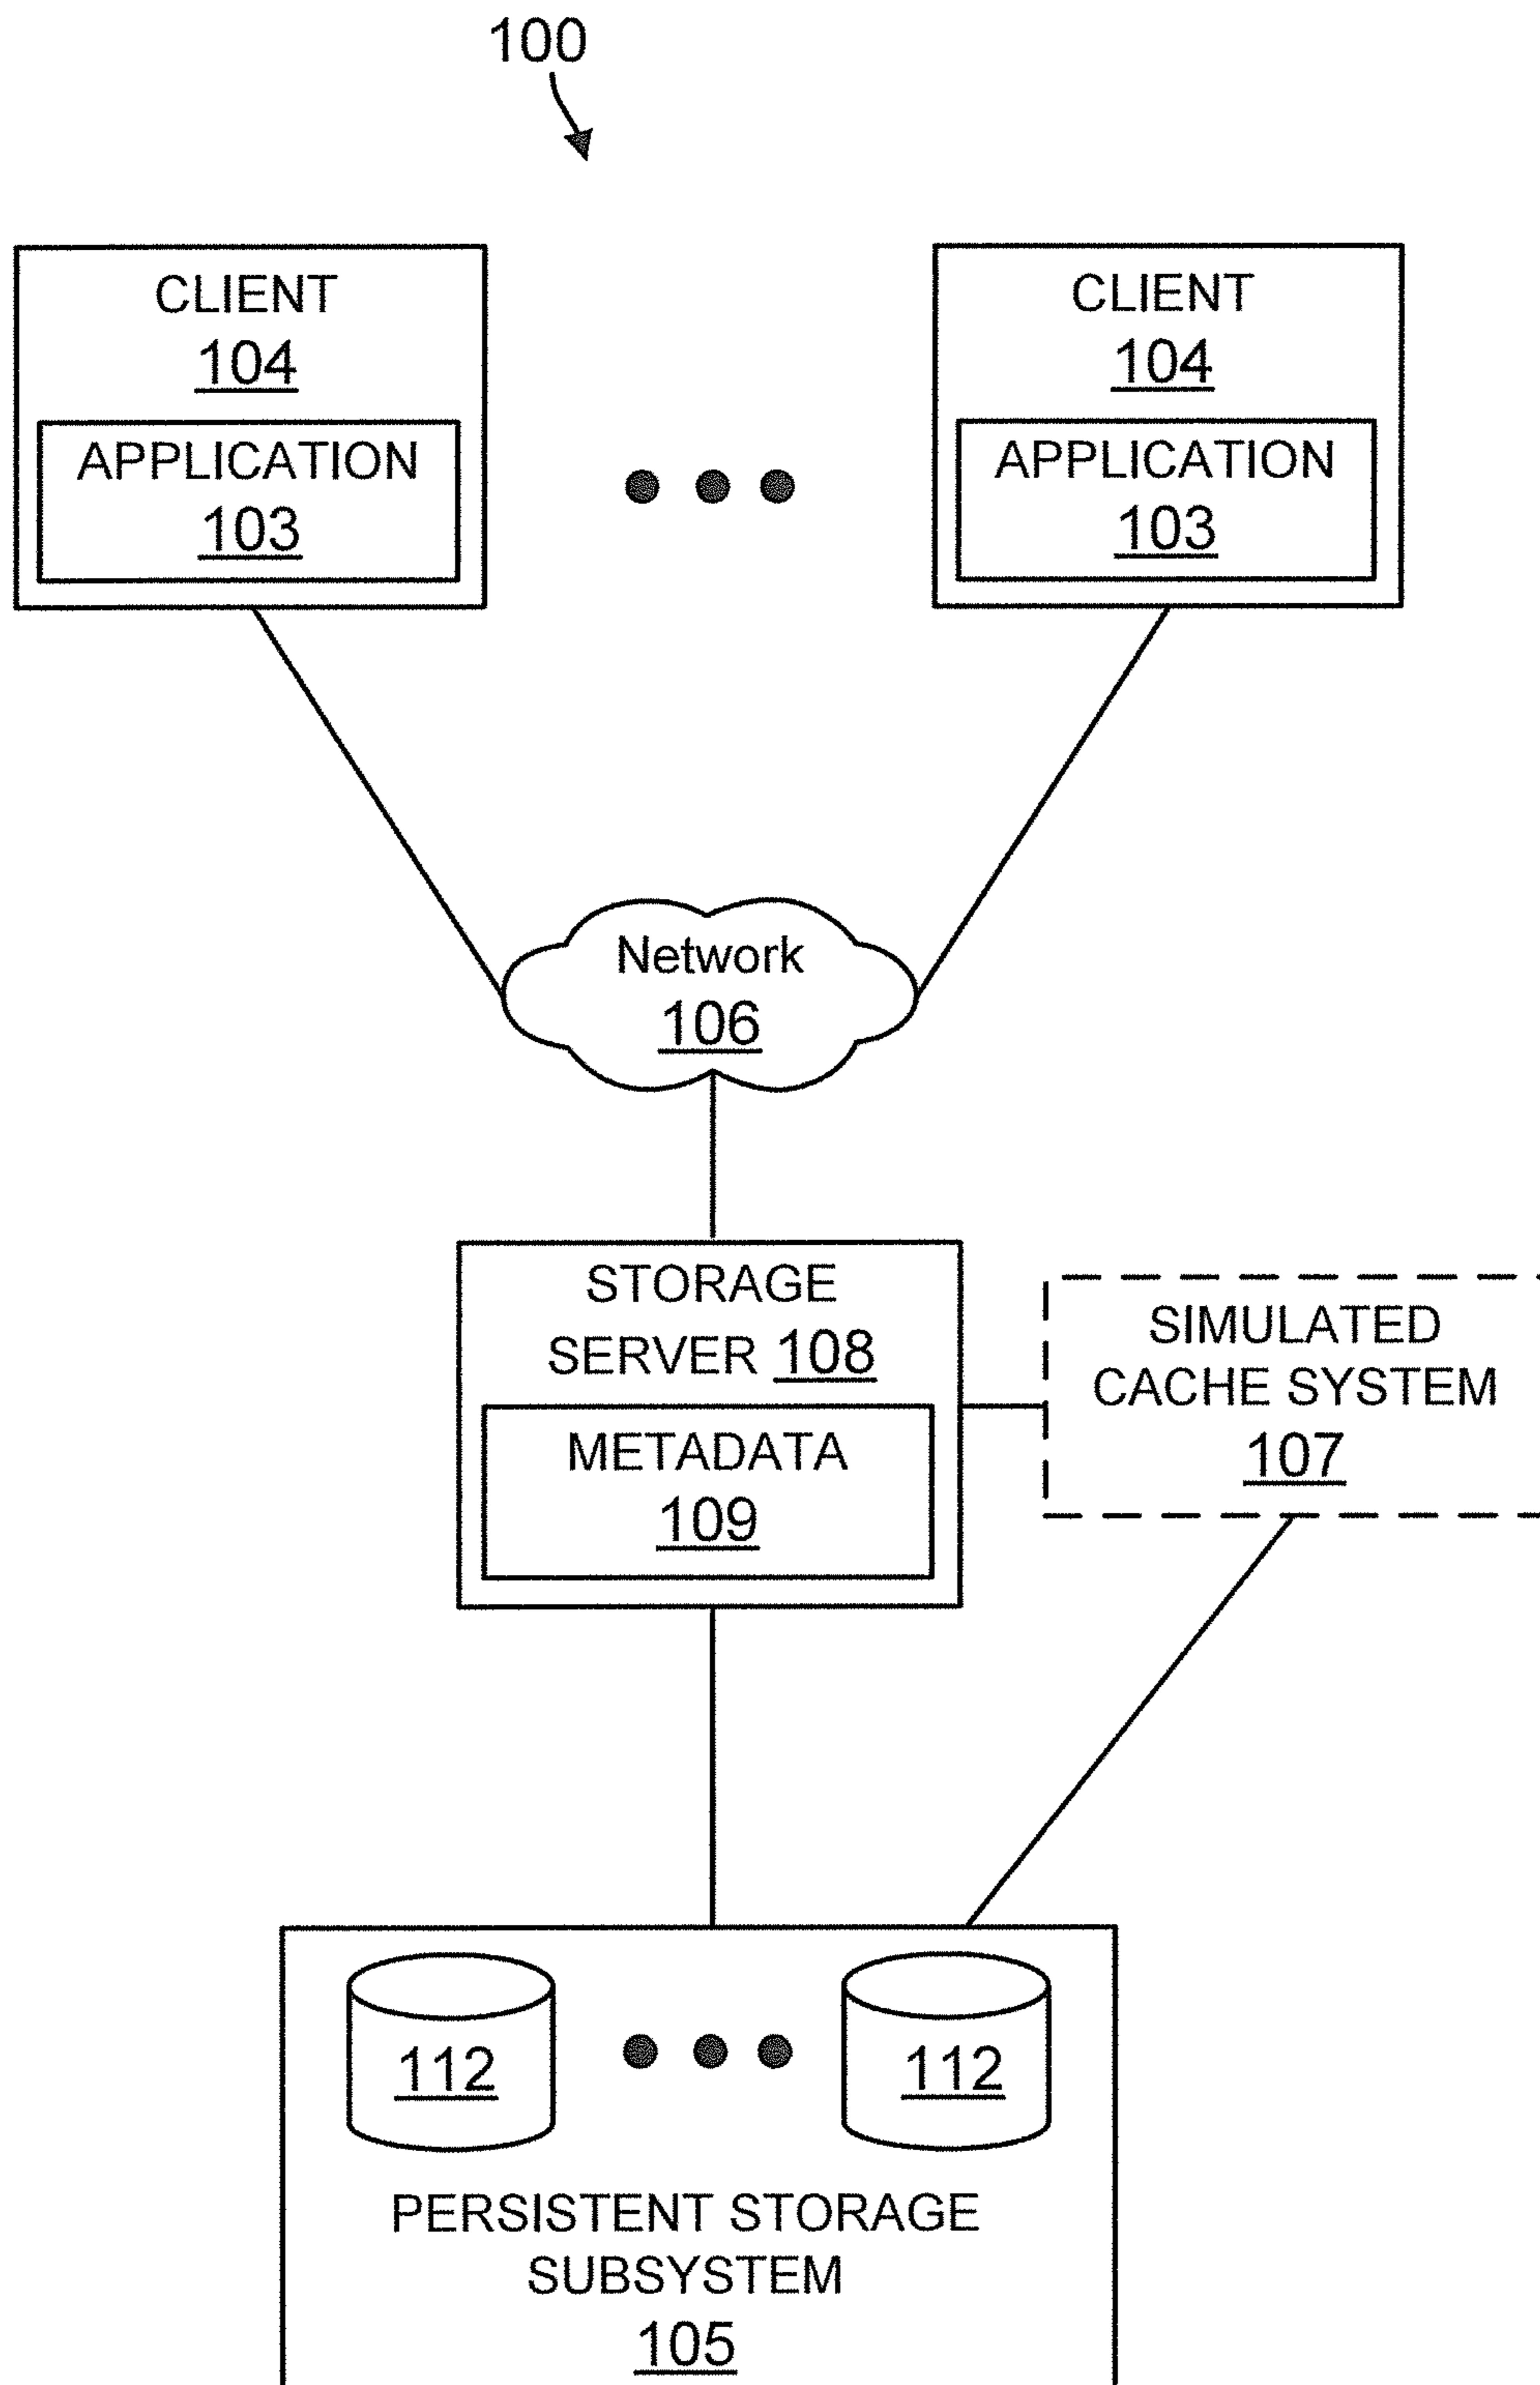 100
CLIENT
104
APPLICATION
103
CLIENT
104
APPLICATION
103
Network
106
STORAGE
SERVER 108
METADATA
109
SIMULATED
CACHE SYSTEM
107
112
112
PERSISTENT STORAGE
SUBSYSTEM
105